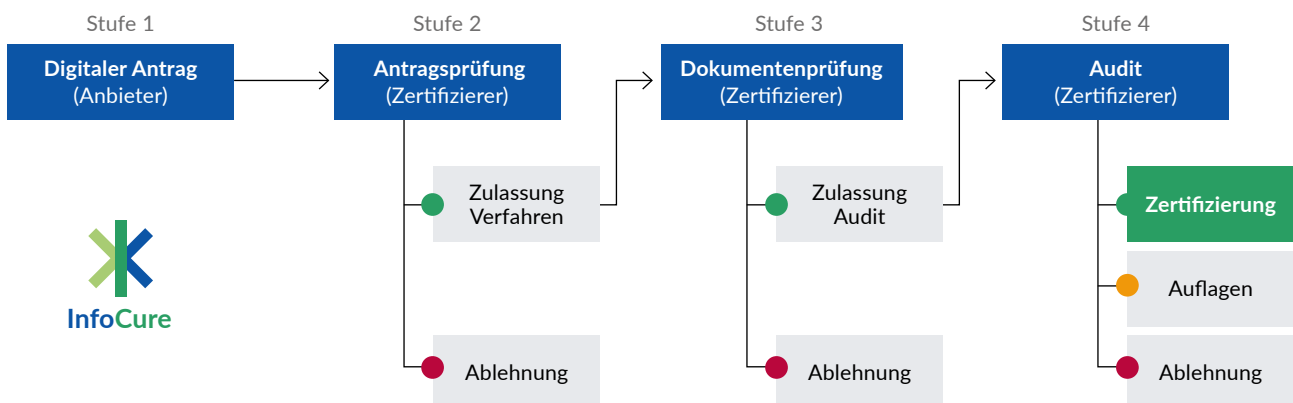 Stufe 1
Stufe 2
Stufe 3
Stufe 4
Digitaler Antrag
(Anbieter)
Antragsprüfung
(Zertifizierer)
Dokumentenprüfung
(Zertifizierer)
Audit
(Zertifizierer)
Zulassung
Verfahren
Zulassung
Audit
Zertifizierung
Auflagen
InfoCure
Ablehnung
Ablehnung
Ablehnung